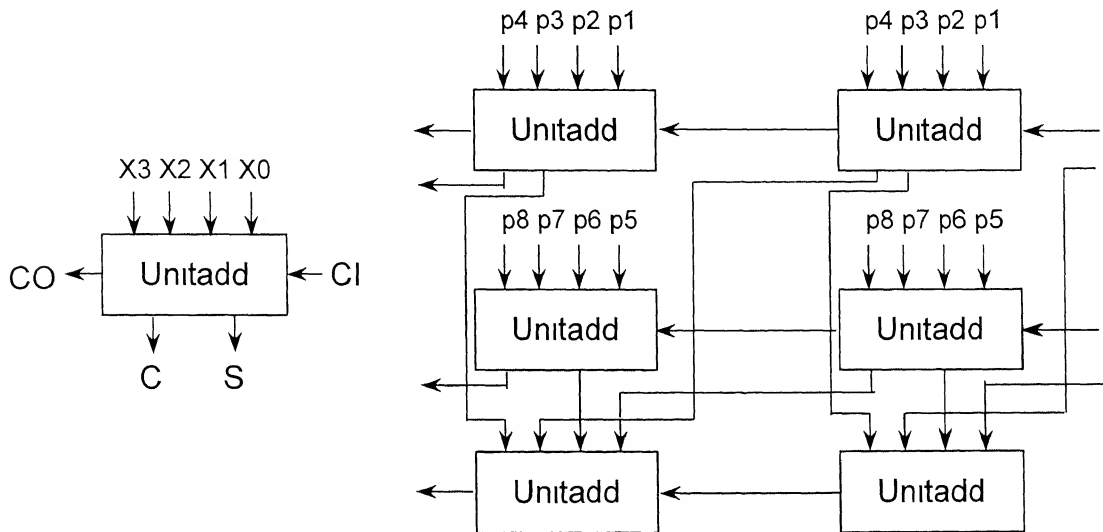 p4 p3 p2 p1
p4 p3 p2 p1
Unitadd
Unitadd
X3 X2 X1 X0
Unitadd
CO
CI
C
S
p8 p7 p6 p5
p8 p7 p6 p5
Unitadd
Unitadd
Unitadd
Unitadd